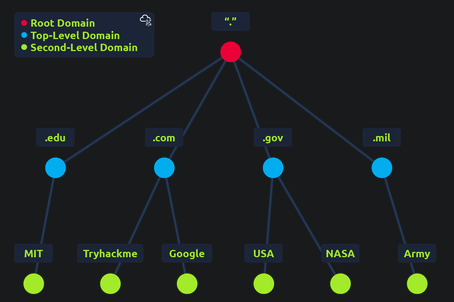 Root Domain
Top-Level Domain
Second-Level Domain
“.”
.edu
.com
.gov
.mil
MIT
Tryhackme
Google
USA
NASA
Army